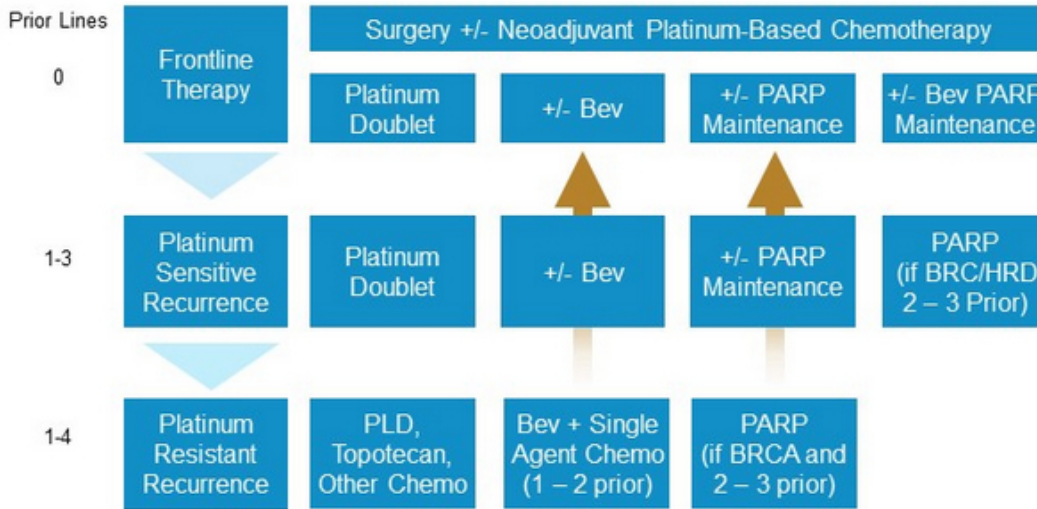 Prior Lines
0
Frontline
Therapy
Surgery +/- Neoadjuvant Platinum-Based Chemotherapy
Platinum
Doublet
+/- Bev
+/- PARP
Maintenance
+/- Bev PARP
Maintenance
1-3
Platinum
Sensitive
Recurrence
Platinum
Doublet
+/- Bev
+/- PARP
Maintenance
PARP
(if BRC/HRD
2 – 3 Prior)
1-4
Platinum
Resistant
Recurrence
PLD,
Topotecan,
Other Chemo
Bev + Single
Agent Chemo
(1 – 2 prior)
PARP
(if BRCA and
2 – 3 prior)